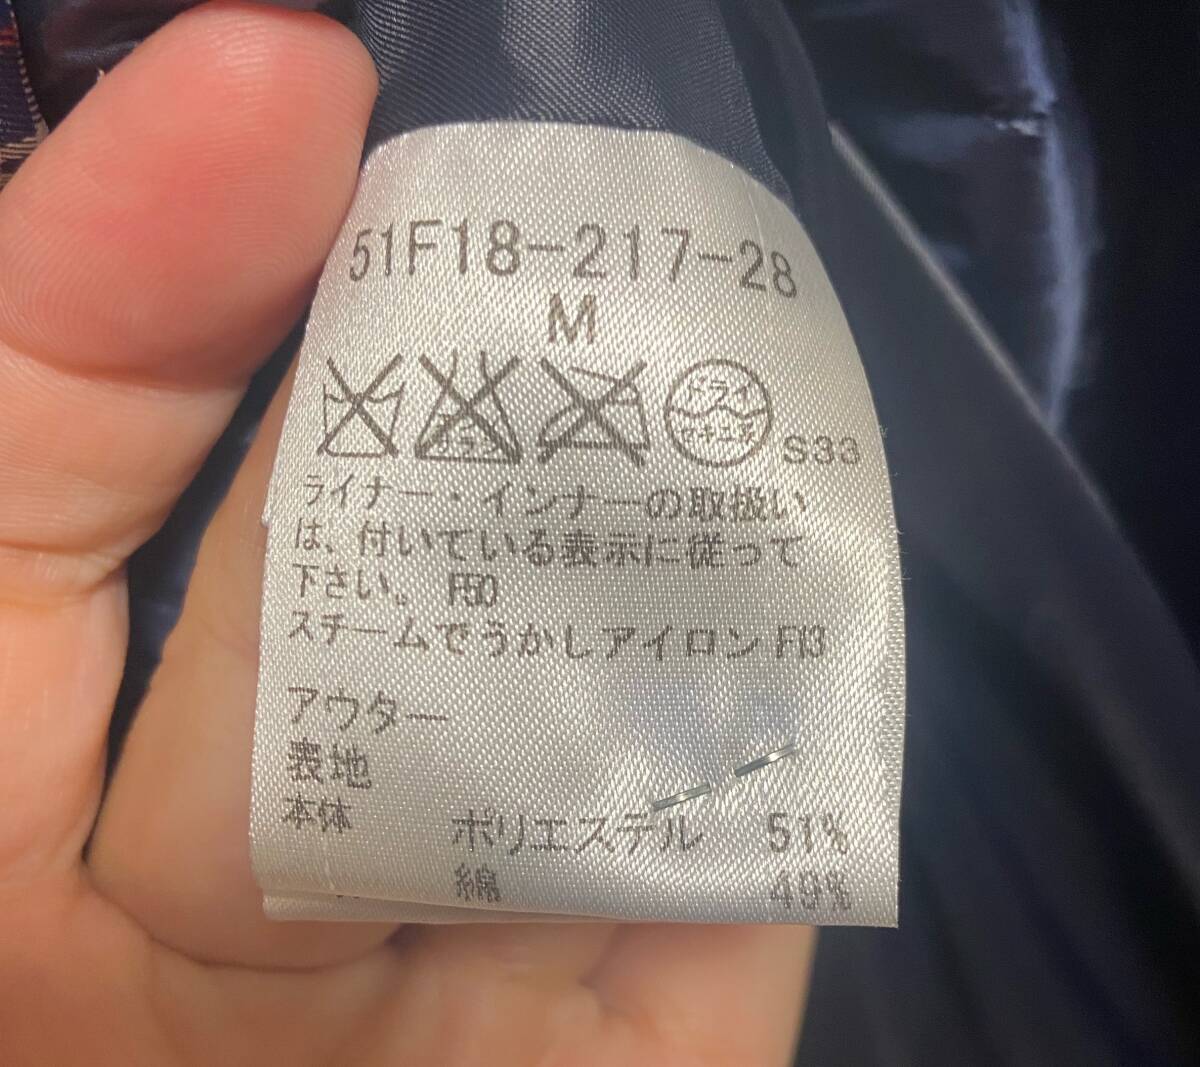 51F18-217-28
M
ドライ
セキユ系
S33
ライナー・インナーの取扱い
は、付いている表示に従って
下さい。 F50
スチームでうかしアイロン F13
アウター
表地
本体 ポリエステル 51%
綿 49%